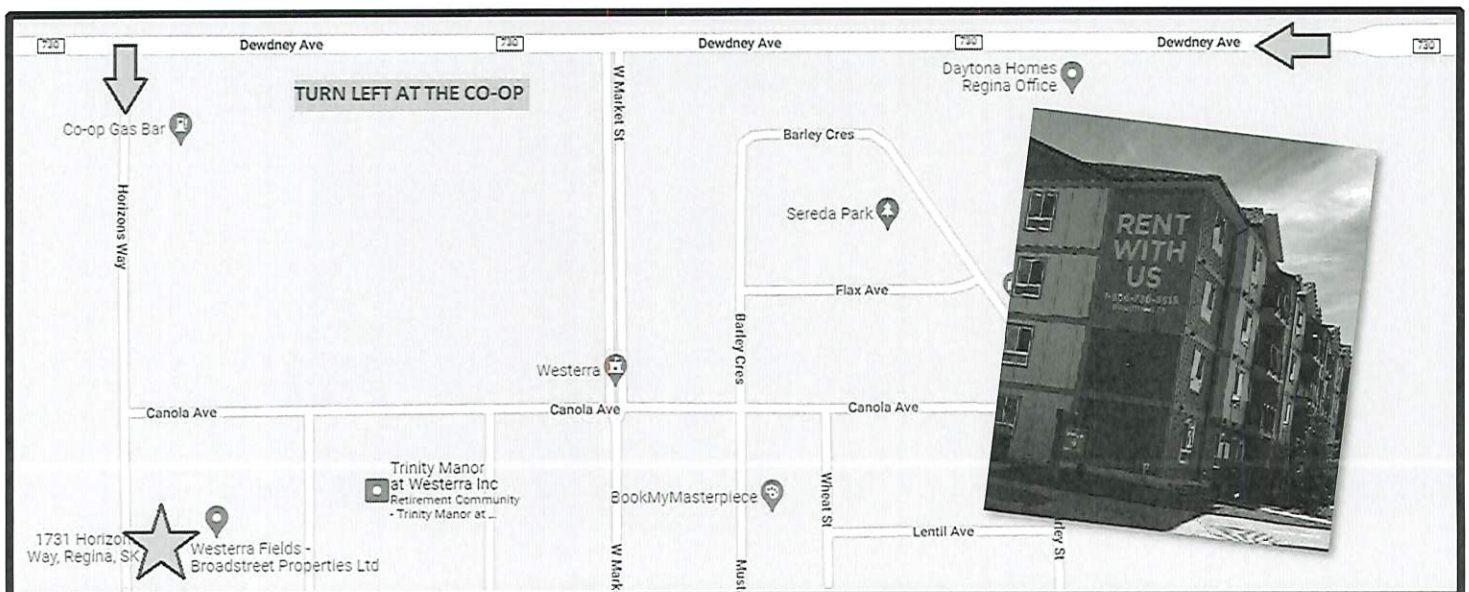 730
Dewdney Ave
730
Dewdney Ave
730
Dewdney Ave
730
TURN LEFT AT THE CO-OP
Daytona Homes
Regina Office
Co-op Gas Bar
W Market St
Barley Cres
Horizons Way
Sereda Park
RENT
WITH
US
Flax Ave
Barley Cres
Westerra
Canola Ave
Canola Ave
Canola Ave
Trinity Manor
at Westerra Inc
Retirement Community
- Trinity Manor at ...
BookMyMasterpiece
Wheat St
1731 Horizon
Way, Regina, SK
Westerra Fields -
Broadstreet Properties Ltd
Lentil Ave
rley St
W Mark
Must